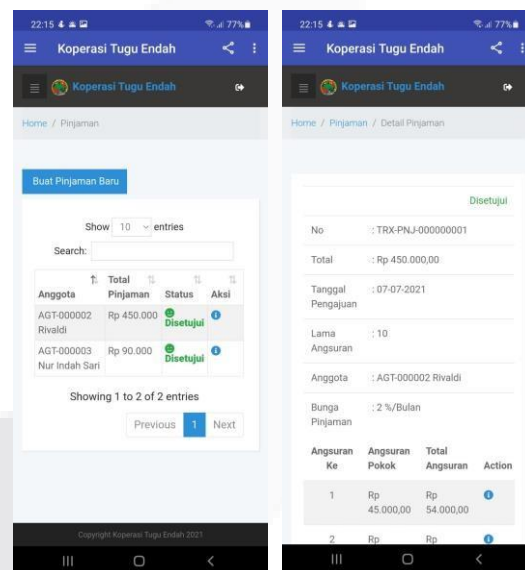 22:15
77%
Koperasi Tugu Endah
Koperasi Tugu Endah
Home / Pinjaman
Buat Pinjaman Baru
Show 10 entries
Search:
Anggota Total Pinjaman Status Aksi
AGT-000002 Rivaldi Rp 450.000 Disetujui
AGT-000003 Nur Indah Sari Rp 90.000 Disetujui
Showing 1 to 2 of 2 entries
Previous 1 Next
Copyright Koperasi Tugu Endah 2021
22:15
77%
Koperasi Tugu Endah
Koperasi Tugu Endah
Home / Pinjaman / Detail Pinjaman
Disetujui
No : TRX-PNJ-000000001
Total : Rp 450.000,00
Tanggal Pengajuan : 07-07-2021
Lama Angsuran : 10
Anggota : AGT-000002 Rivaldi
Bunga Pinjaman : 2 %/Bulan
Angsuran Ke Angsuran Pokok Total Angsuran Action
1 Rp 45.000,00 Rp 54.000,00
2 Rp Rp